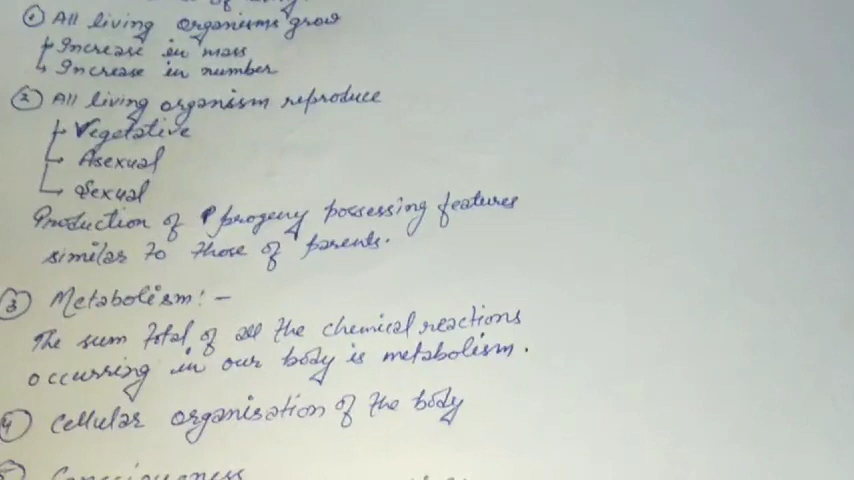 ① All living organisms grow
Increase in mass
Increase in number
② All living organism reproduce
Vegetative
Asexual
Sexual
Production of progeny possessing features
similar to those of parents.
③ Metabolism: -
The sum total of all the chemical reactions
occurring in our body is metabolism.
④ Cellular organisation of the body
⑤ Consciousness